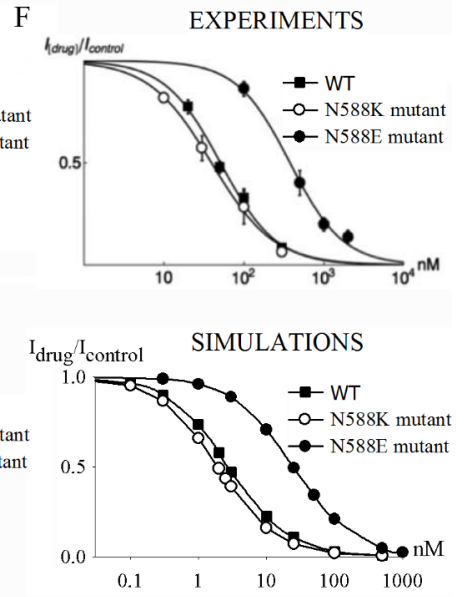 F
EXPERIMENTS
I[drug]/Icontrol
WT
N588K mutant
N588E mutant
utant
tant
0.5
10
10²
10³
10⁴
nM
SIMULATIONS
Idrug/Icontrol
1.0
WT
N588K mutant
N588E mutant
utant
tant
0.5
0.0
nM
0.1 1 10 100 1000